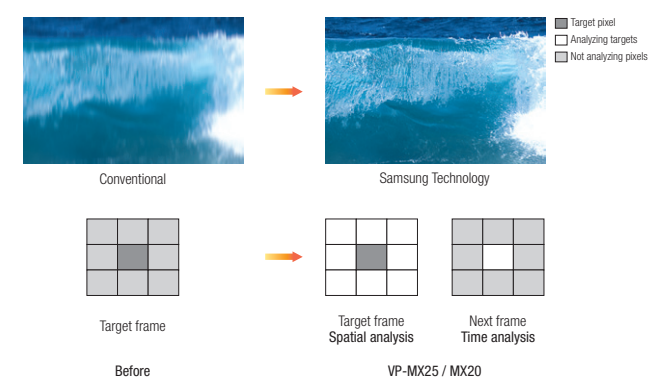 Target pixel
Analyzing targets
Not analyzing pixels
Conventional
Samsung Technology
Target frame
Target frame
Spatial analysis
Next frame
Time analysis
Before
VP-MX25 / MX20